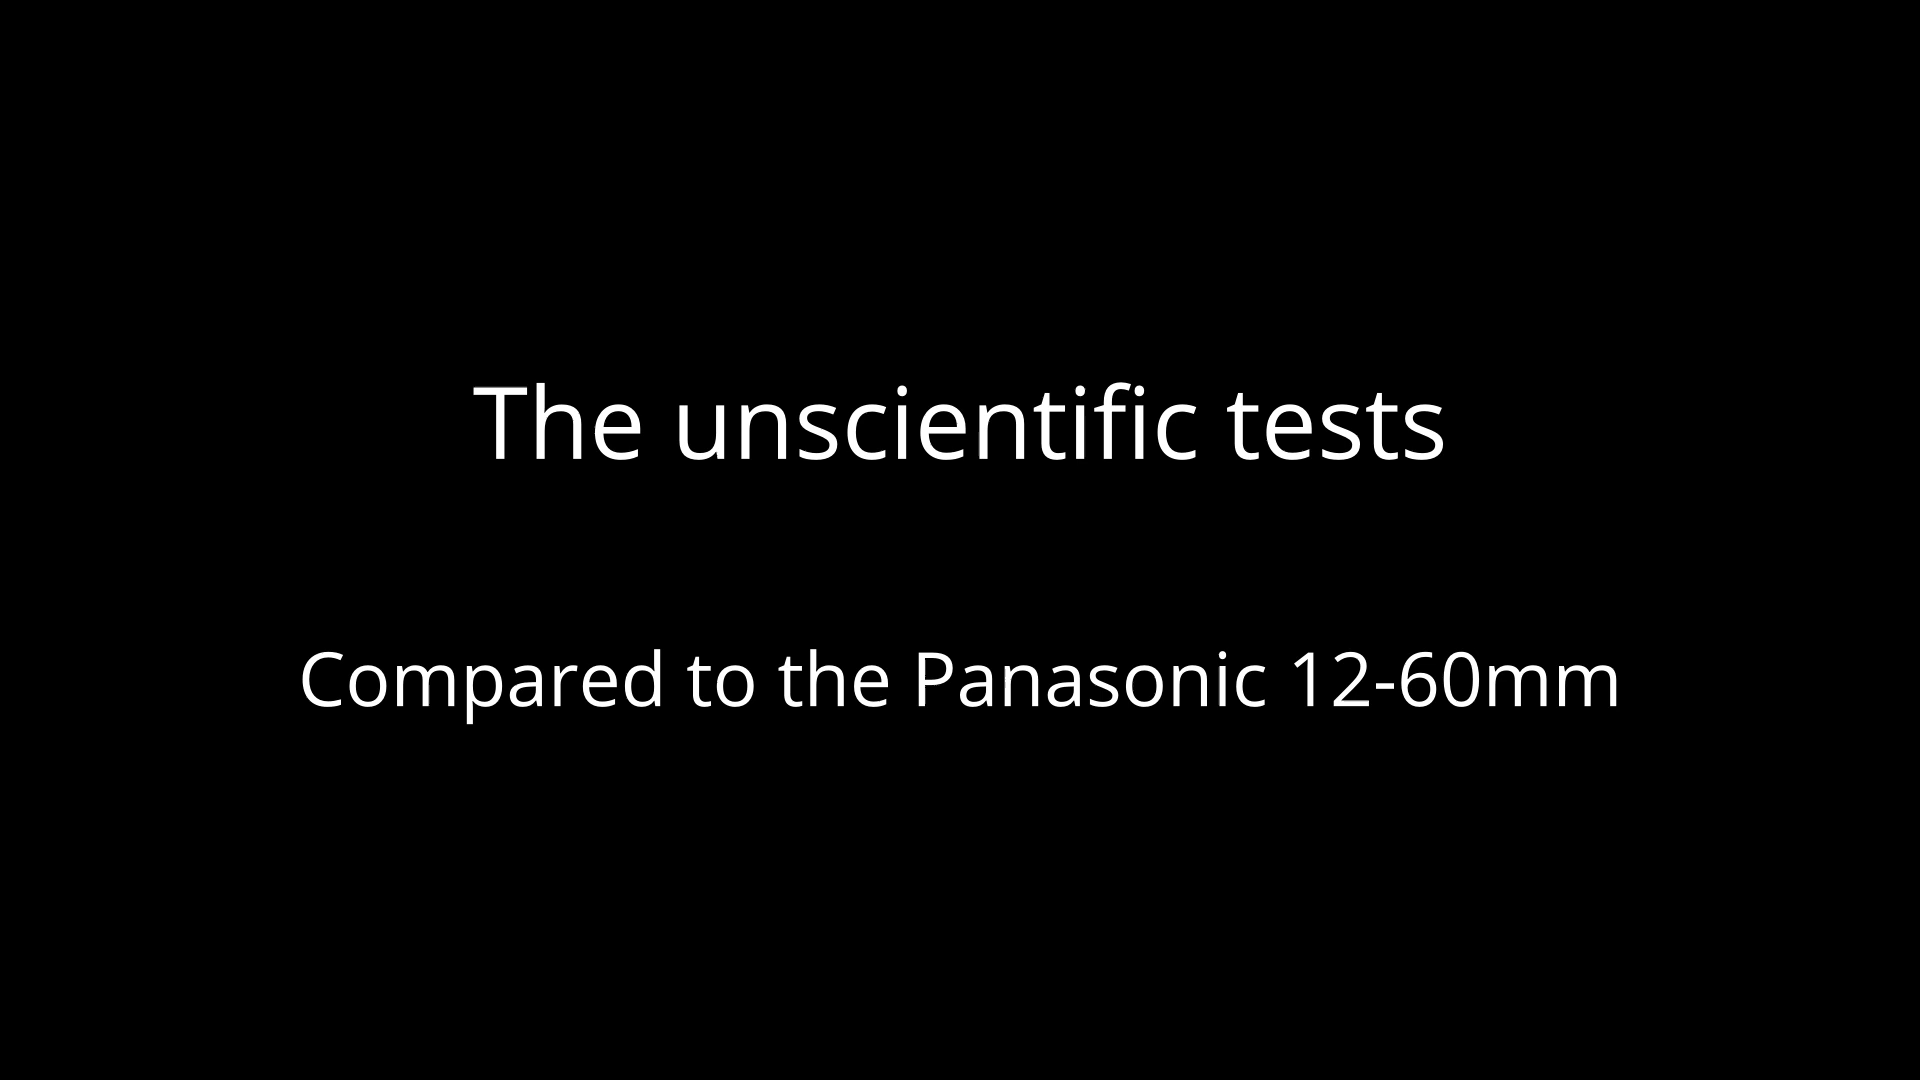 The unscientific tests
Compared to the Panasonic 12-60mm